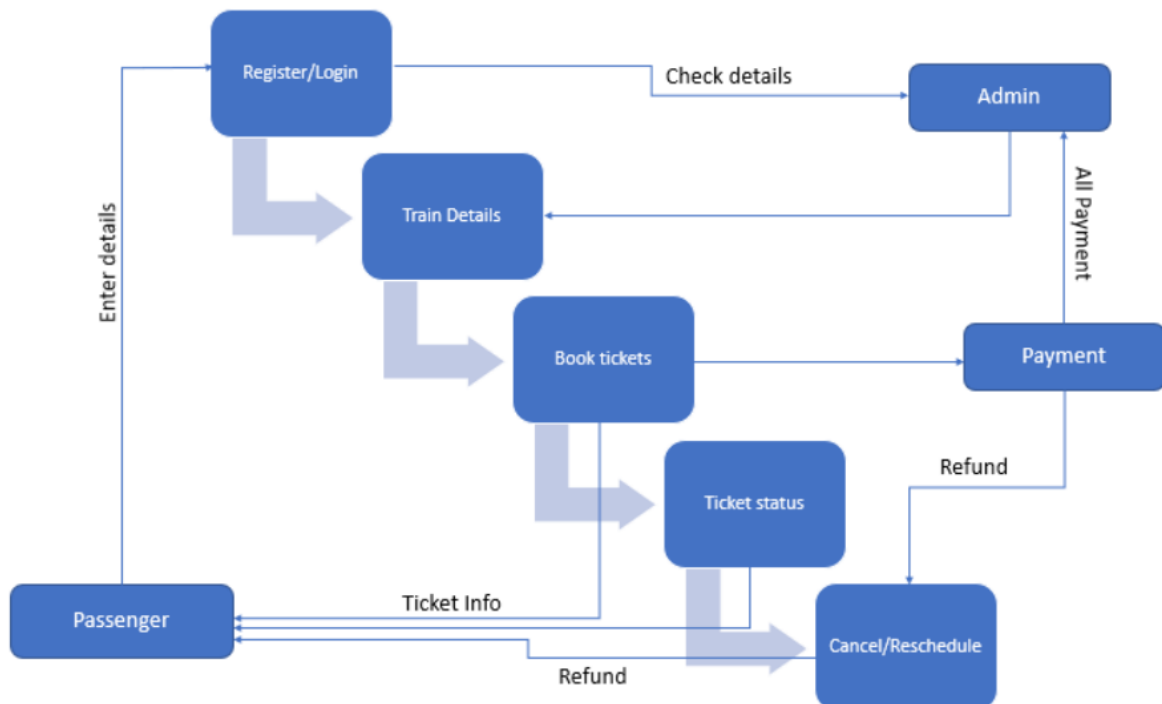 Register/Login
Check details
Admin
Train Details
Enter details
All Payment
Book tickets
Payment
Refund
Ticket status
Ticket Info
Passenger
Cancel/Reschedule
Refund